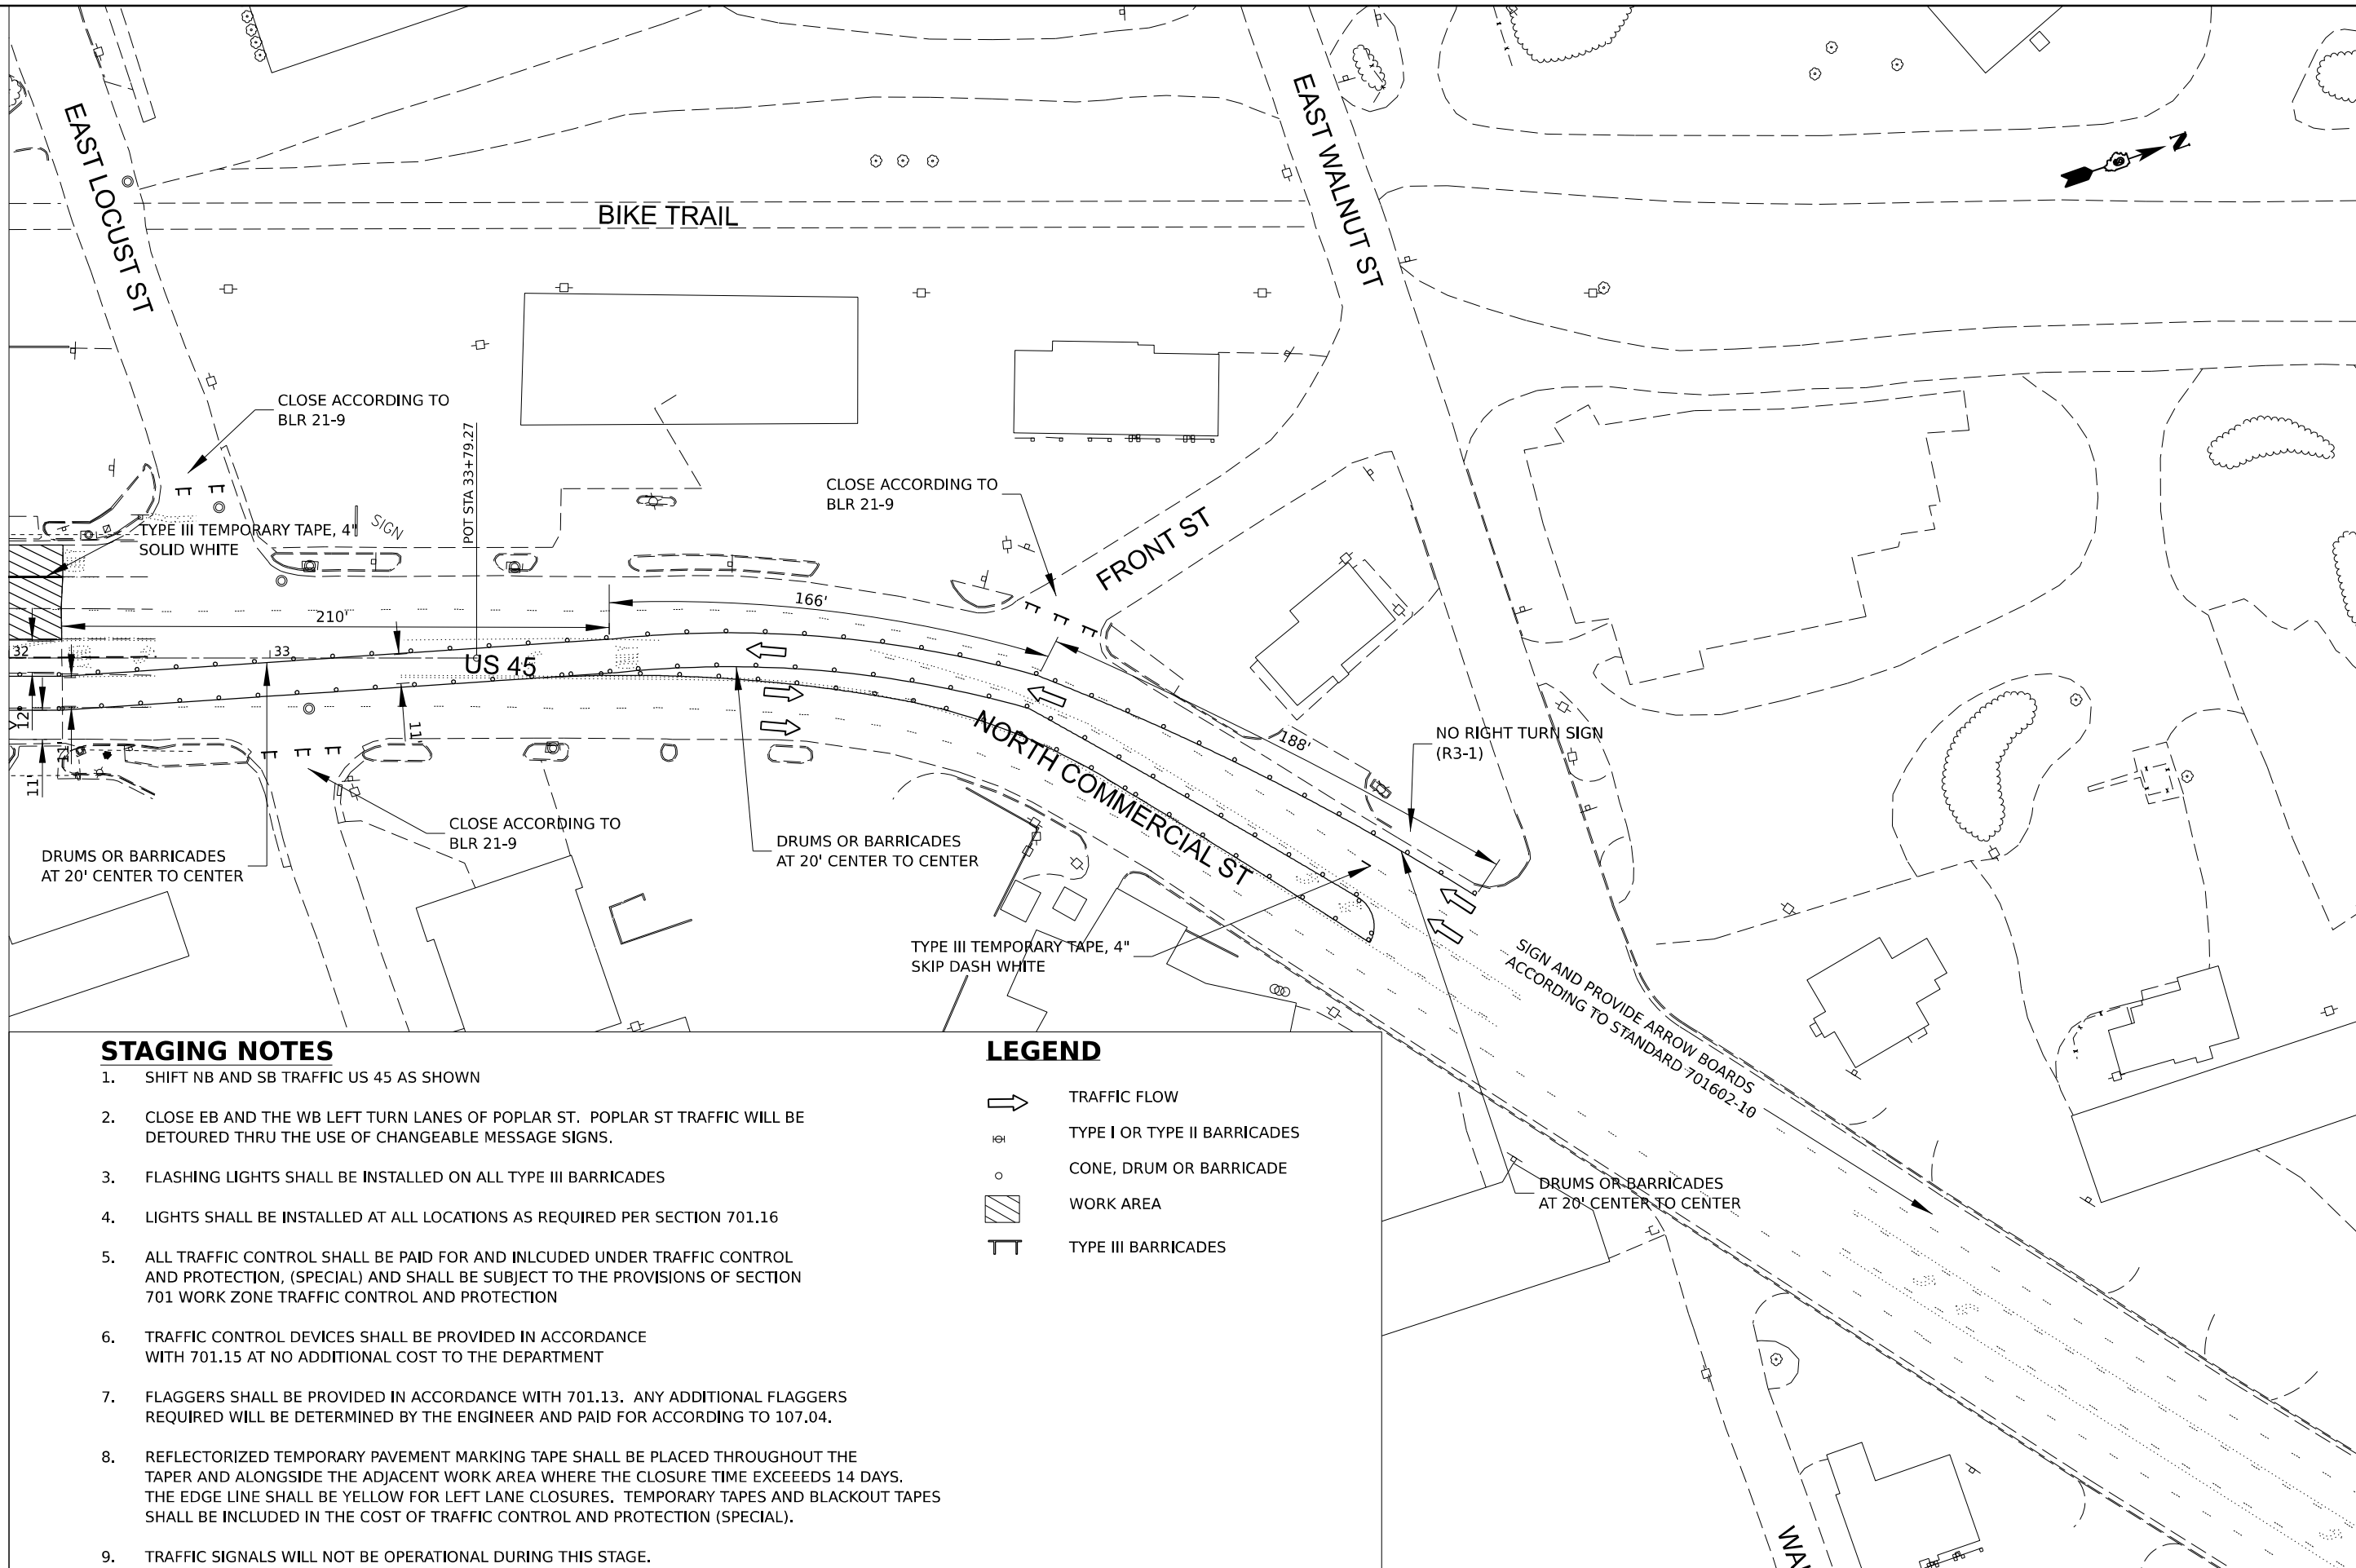 EAST LOCUST ST
EAST WALNUT ST
N
BIKE TRAIL
CLOSE ACCORDING TO
BLR 21-9
POT STA 33+79.27
CLOSE ACCORDING TO
BLR 21-9
TYPE III TEMPORARY TAPE, 4"
SOLID WHITE
SIGN
FRONT ST
166'
210'
32
33
US 45
12'
11'
11'
11'
NORTH COMMERCIAL ST
188'
NO RIGHT TURN SIGN
(R3-1)
CLOSE ACCORDING TO
BLR 21-9
DRUMS OR BARRICADES
AT 20' CENTER TO CENTER
DRUMS OR BARRICADES
AT 20' CENTER TO CENTER
TYPE III TEMPORARY TAPE, 4"
SKIP DASH WHITE
SIGN AND PROVIDE ARROW BOARDS
ACCORDING TO STANDARD 701602-10
DRUMS OR BARRICADES
AT 20' CENTER TO CENTER
STAGING NOTES
1. SHIFT NB AND SB TRAFFIC US 45 AS SHOWN
2. CLOSE EB AND THE WB LEFT TURN LANES OF POPLAR ST. POPLAR ST TRAFFIC WILL BE
DETOURED THRU THE USE OF CHANGEABLE MESSAGE SIGNS.
3. FLASHING LIGHTS SHALL BE INSTALLED ON ALL TYPE III BARRICADES
4. LIGHTS SHALL BE INSTALLED AT ALL LOCATIONS AS REQUIRED PER SECTION 701.16
5. ALL TRAFFIC CONTROL SHALL BE PAID FOR AND INLCUDED UNDER TRAFFIC CONTROL
AND PROTECTION, (SPECIAL) AND SHALL BE SUBJECT TO THE PROVISIONS OF SECTION
701 WORK ZONE TRAFFIC CONTROL AND PROTECTION
6. TRAFFIC CONTROL DEVICES SHALL BE PROVIDED IN ACCORDANCE
WITH 701.15 AT NO ADDITIONAL COST TO THE DEPARTMENT
7. FLAGGERS SHALL BE PROVIDED IN ACCORDANCE WITH 701.13. ANY ADDITIONAL FLAGGERS
REQUIRED WILL BE DETERMINED BY THE ENGINEER AND PAID FOR ACCORDING TO 107.04.
8. REFLECTORIZED TEMPORARY PAVEMENT MARKING TAPE SHALL BE PLACED THROUGHOUT THE
TAPER AND ALONGSIDE THE ADJACENT WORK AREA WHERE THE CLOSURE TIME EXCEEEDS 14 DAYS.
THE EDGE LINE SHALL BE YELLOW FOR LEFT LANE CLOSURES. TEMPORARY TAPES AND BLACKOUT TAPES
SHALL BE INCLUDED IN THE COST OF TRAFFIC CONTROL AND PROTECTION (SPECIAL).
9. TRAFFIC SIGNALS WILL NOT BE OPERATIONAL DURING THIS STAGE.
LEGEND
TRAFFIC FLOW
TYPE I OR TYPE II BARRICADES
CONE, DRUM OR BARRICADE
WORK AREA
TYPE III BARRICADES